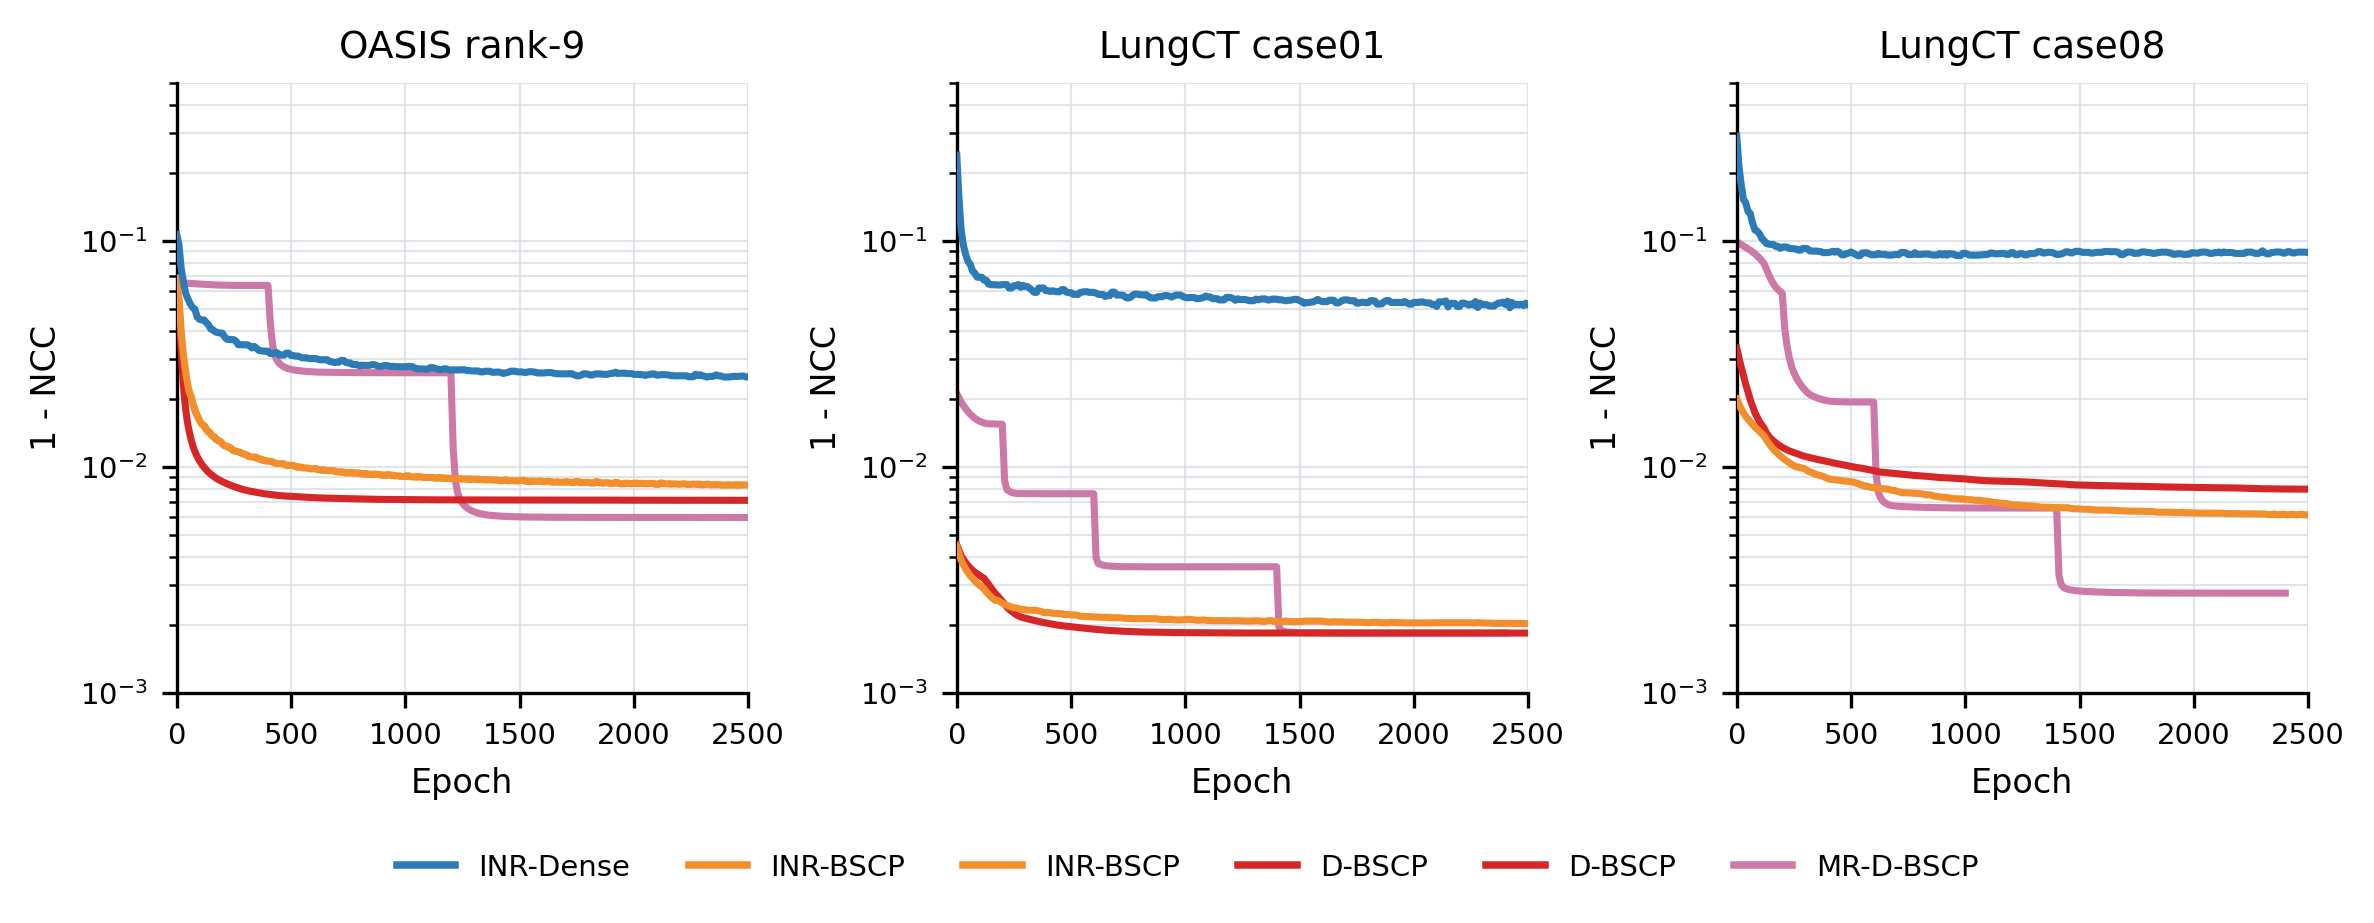 OASIS rank-9
LungCT case01
LungCT case08
1 - NCC
10⁻¹
10⁻²
10⁻³
0 500 1000 1500 2000 2500
Epoch
1 - NCC
10⁻¹
10⁻²
10⁻³
0 500 1000 1500 2000 2500
Epoch
1 - NCC
10⁻¹
10⁻²
10⁻³
0 500 1000 1500 2000 2500
Epoch
INR-Dense INR-BSCP INR-BSCP D-BSCP D-BSCP MR-D-BSCP